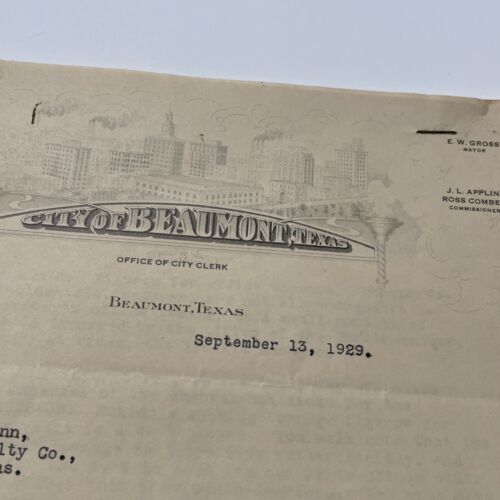 E. W. GROSS
MAYOR
J. L. APPLIN
ROSS COMBE
COMMISSIONER
CITY OF BEAUMONT, TEXAS
OFFICE OF CITY CLERK
BEAUMONT, TEXAS
September 13, 1929.
nn,
lty Co.,
as.